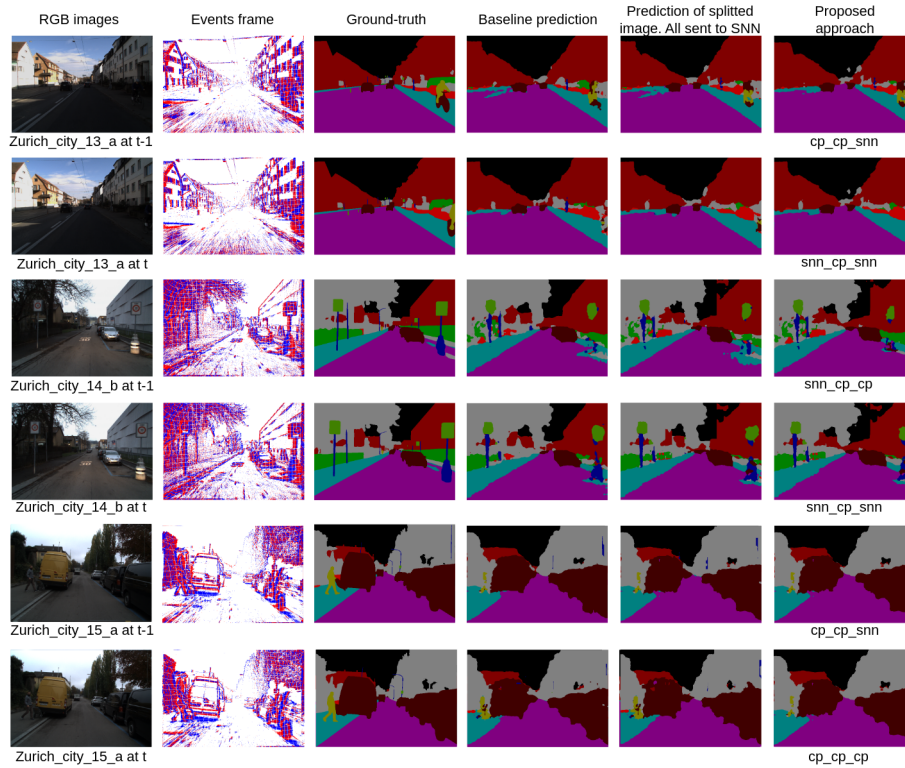 RGB images
Events frame
Ground-truth
Baseline prediction
Prediction of splitted
image. All sent to SNN
Proposed
approach
Zurich_city_13_a at t-1
cp_cp_snn
Zurich_city_13_a at t
snn_cp_snn
Zurich_city_14_b at t-1
snn_cp_cp
Zurich_city_14_b at t
snn_cp_snn
Zurich_city_15_a at t-1
cp_cp_snn
Zurich_city_15_a at t
cp_cp_cp